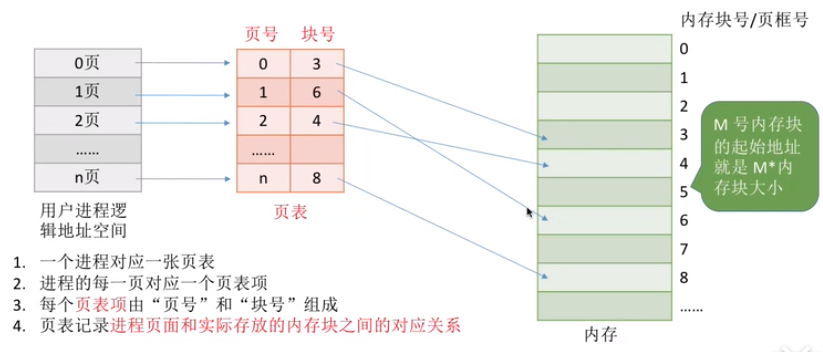 内存块号/页框号
页号 块号
0页
1页
2页
……
n页
0 3
1 6
2 4
……
n 8
页表
用户进程逻
辑地址空间
0
1
2
3
4
5
6
7
8
……
内存
M 号内存块
的起始地址
就是 M*内
存块大小
1. 一个进程对应一张页表
2. 进程的每一页对应一个页表项
3. 每个页表项由“页号”和“块号”组成
4. 页表记录进程页面和实际存放的内存块之间的对应关系